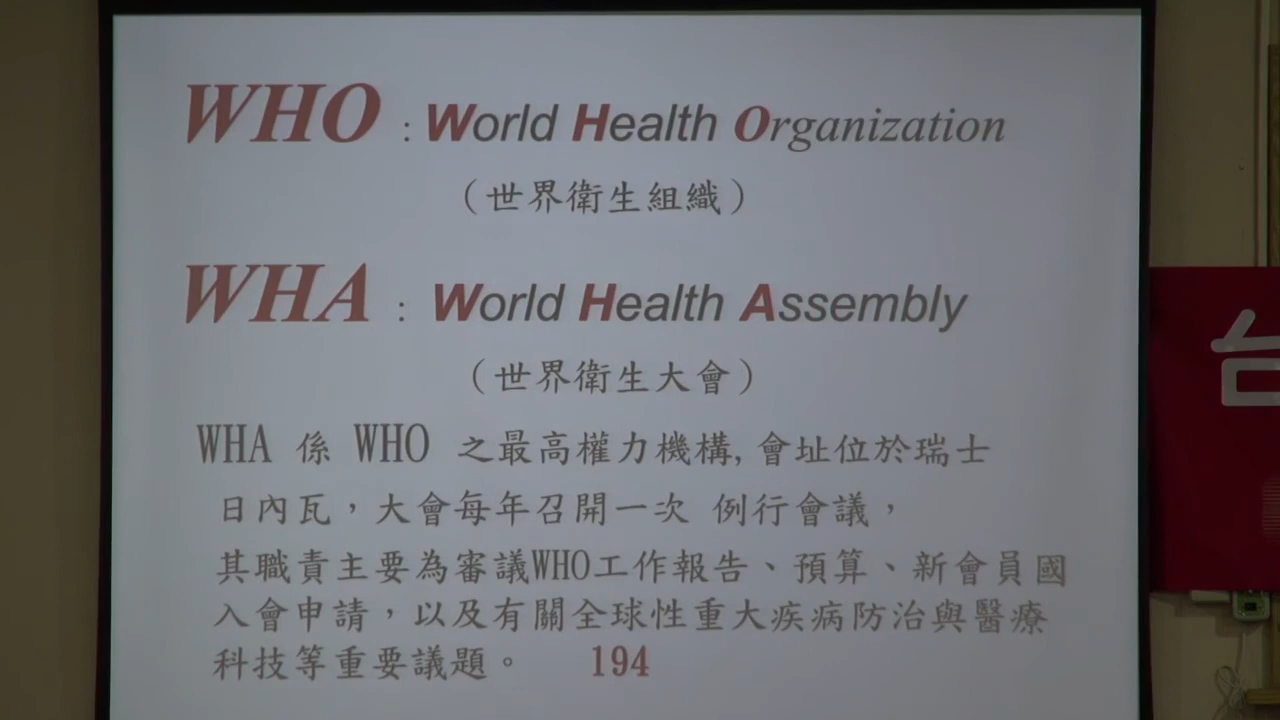 WHO : World Health Organization
（世界衛生組織）
WHA : World Health Assembly
（世界衛生大會）
WHA 係 WHO 之最高權力機構, 會址位於瑞士
日內瓦，大會每年召開一次 例行會議，
其職責主要為審議WHO工作報告、預算、新會員國
入會申請，以及有關全球性重大疾病防治與醫療
科技等重要議題。 194
台